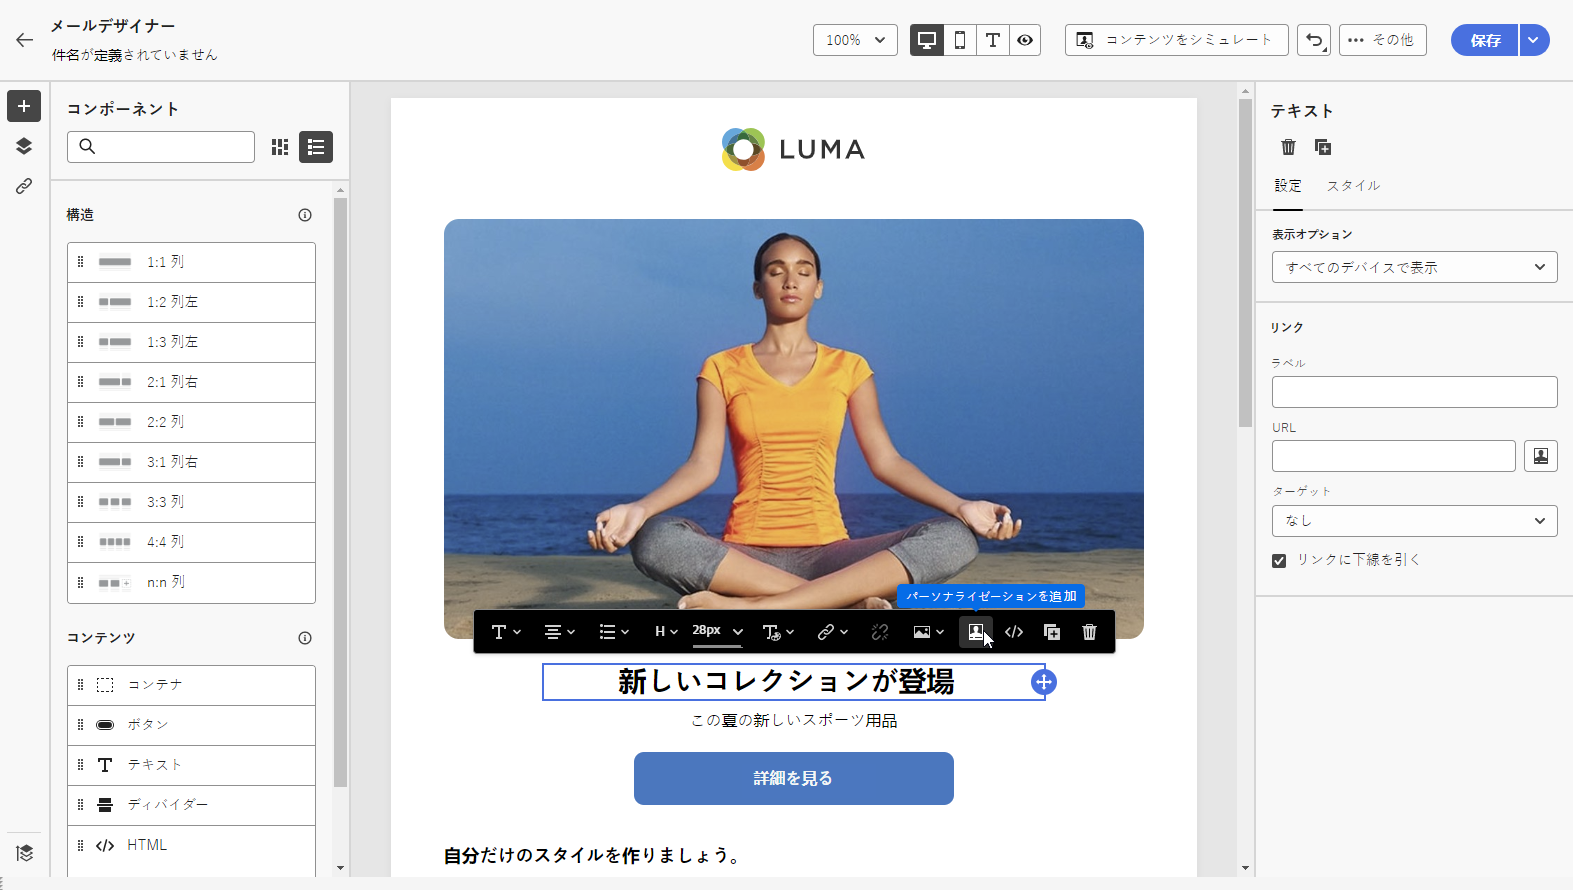 メールデザイナー
件名が定義されていません
100%
コンテンツをシミュレート
その他
保存
コンポーネント
構造
1:1 列
1:2 列左
1:3 列左
2:1 列右
2:2 列
3:1 列右
3:3 列
4:4 列
n:n 列
コンテンツ
コンテナ
ボタン
テキスト
ディバイダー
HTML
LUMA
パーソナライゼーションを追加
H
28px
新しいコレクションが登場
この夏の新しいスポーツ用品
詳細を見る
自分だけのスタイルを作りましょう。
テキスト
設定
スタイル
表示オプション
すべてのデバイスで表示
リンク
ラベル
URL
ターゲット
なし
リンクに下線を引く